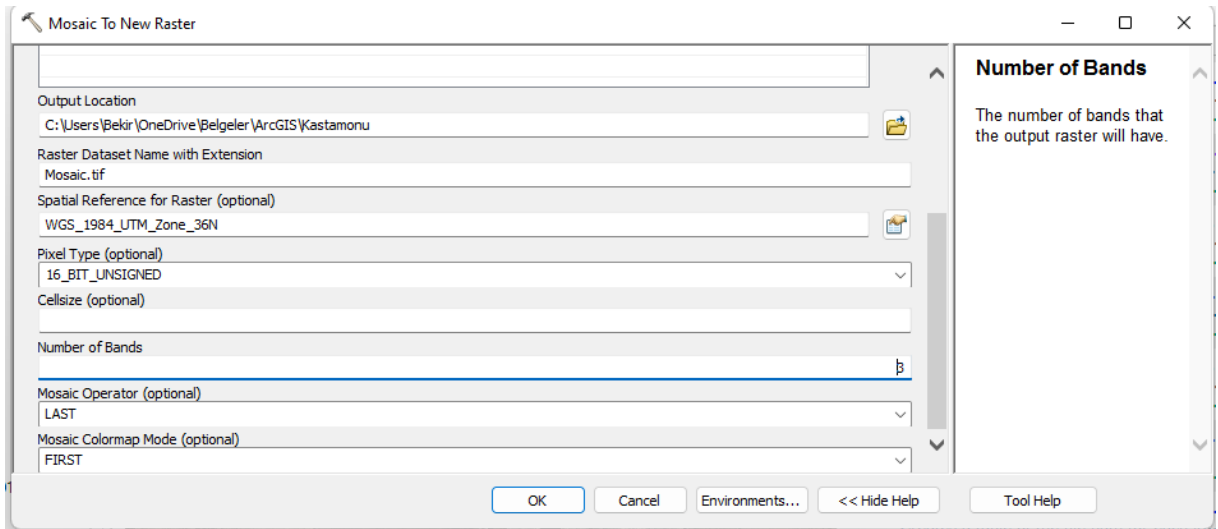 Mosaic To New Raster
Output Location
C:\Users\Bekir\OneDrive\Belgeler\ArcGIS\Kastamonu
Raster Dataset Name with Extension
Mosaic.tif
Spatial Reference for Raster (optional)
WGS_1984_UTM_Zone_36N
Pixel Type (optional)
16_BIT_UNSIGNED
Cellsize (optional)
Number of Bands
3
Mosaic Operator (optional)
LAST
Mosaic Colormap Mode (optional)
FIRST
OK
Cancel
Environments...
<< Hide Help
Tool Help
Number of Bands
The number of bands that
the output raster will have.